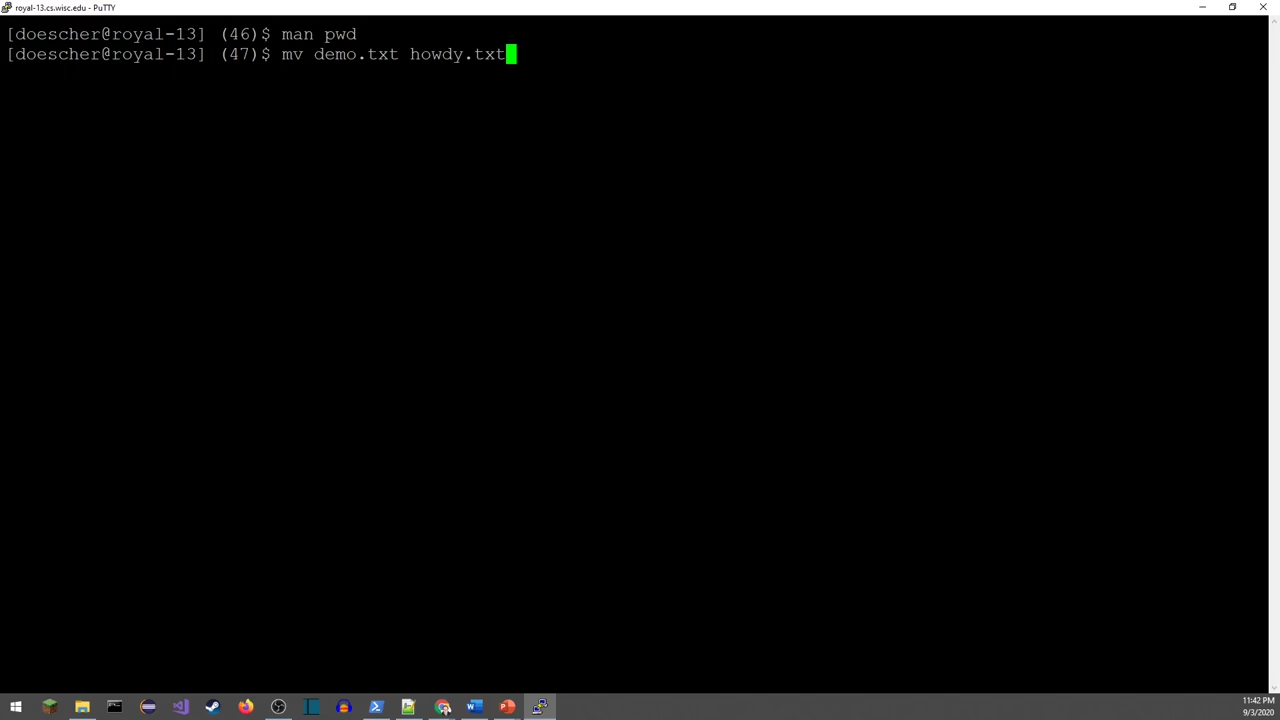 royal-13.cs.wisc.edu - PuTTY
[doescher@royal-13] (46)$ man pwd
[doescher@royal-13] (47)$ mv demo.txt howdy.txt
11:42 PM
9/3/2020